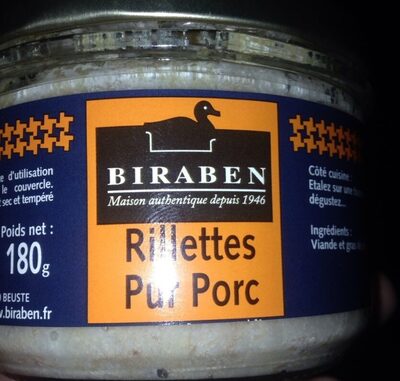 e d'utilisation
le couvercle.
sec et tempéré
Poids net :
180g
BEUSTE
w.biraben.fr
BIRABEN
Maison authentique depuis 1946
Rillettes
Pur Porc
Côté cuisine
Etalez sur une
dégustez...
Ingrédients :
Viande et gras